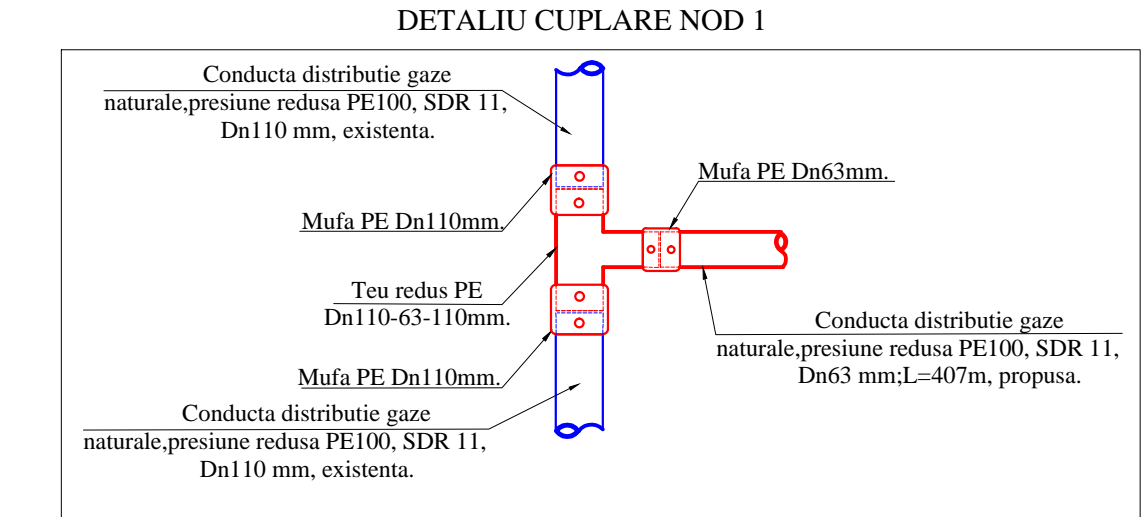 DETALIU CUPLARE NOD 1
Conducta distributie gaze
naturale,presiune redusa PE100, SDR 11,
Dn110 mm, existenta.
Mufa PE Dn63mm.
Mufa PE Dn110mm.
Teu redus PE
Dn110-63-110mm.
Conducta distributie gaze
naturale,presiune redusa PE100, SDR 11,
Dn63 mm;L=407m, propusa.
Mufa PE Dn110mm.
Conducta distributie gaze
naturale,presiune redusa PE100, SDR 11,
Dn110 mm, existenta.